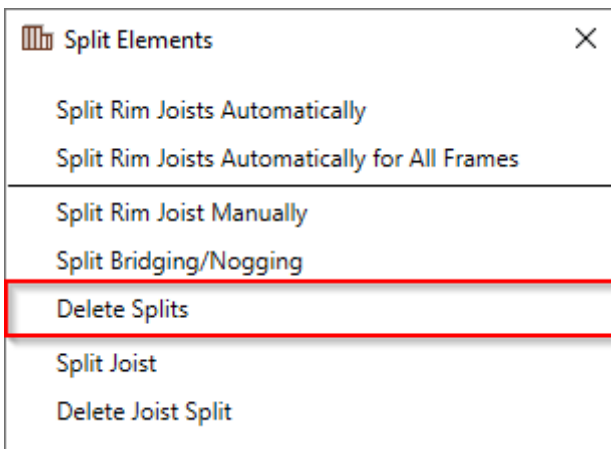 Split Elements
Split Rim Joists Automatically
Split Rim Joists Automatically for All Frames
Split Rim Joist Manually
Split Bridging/Nogging
Delete Splits
Split Joist
Delete Joist Split